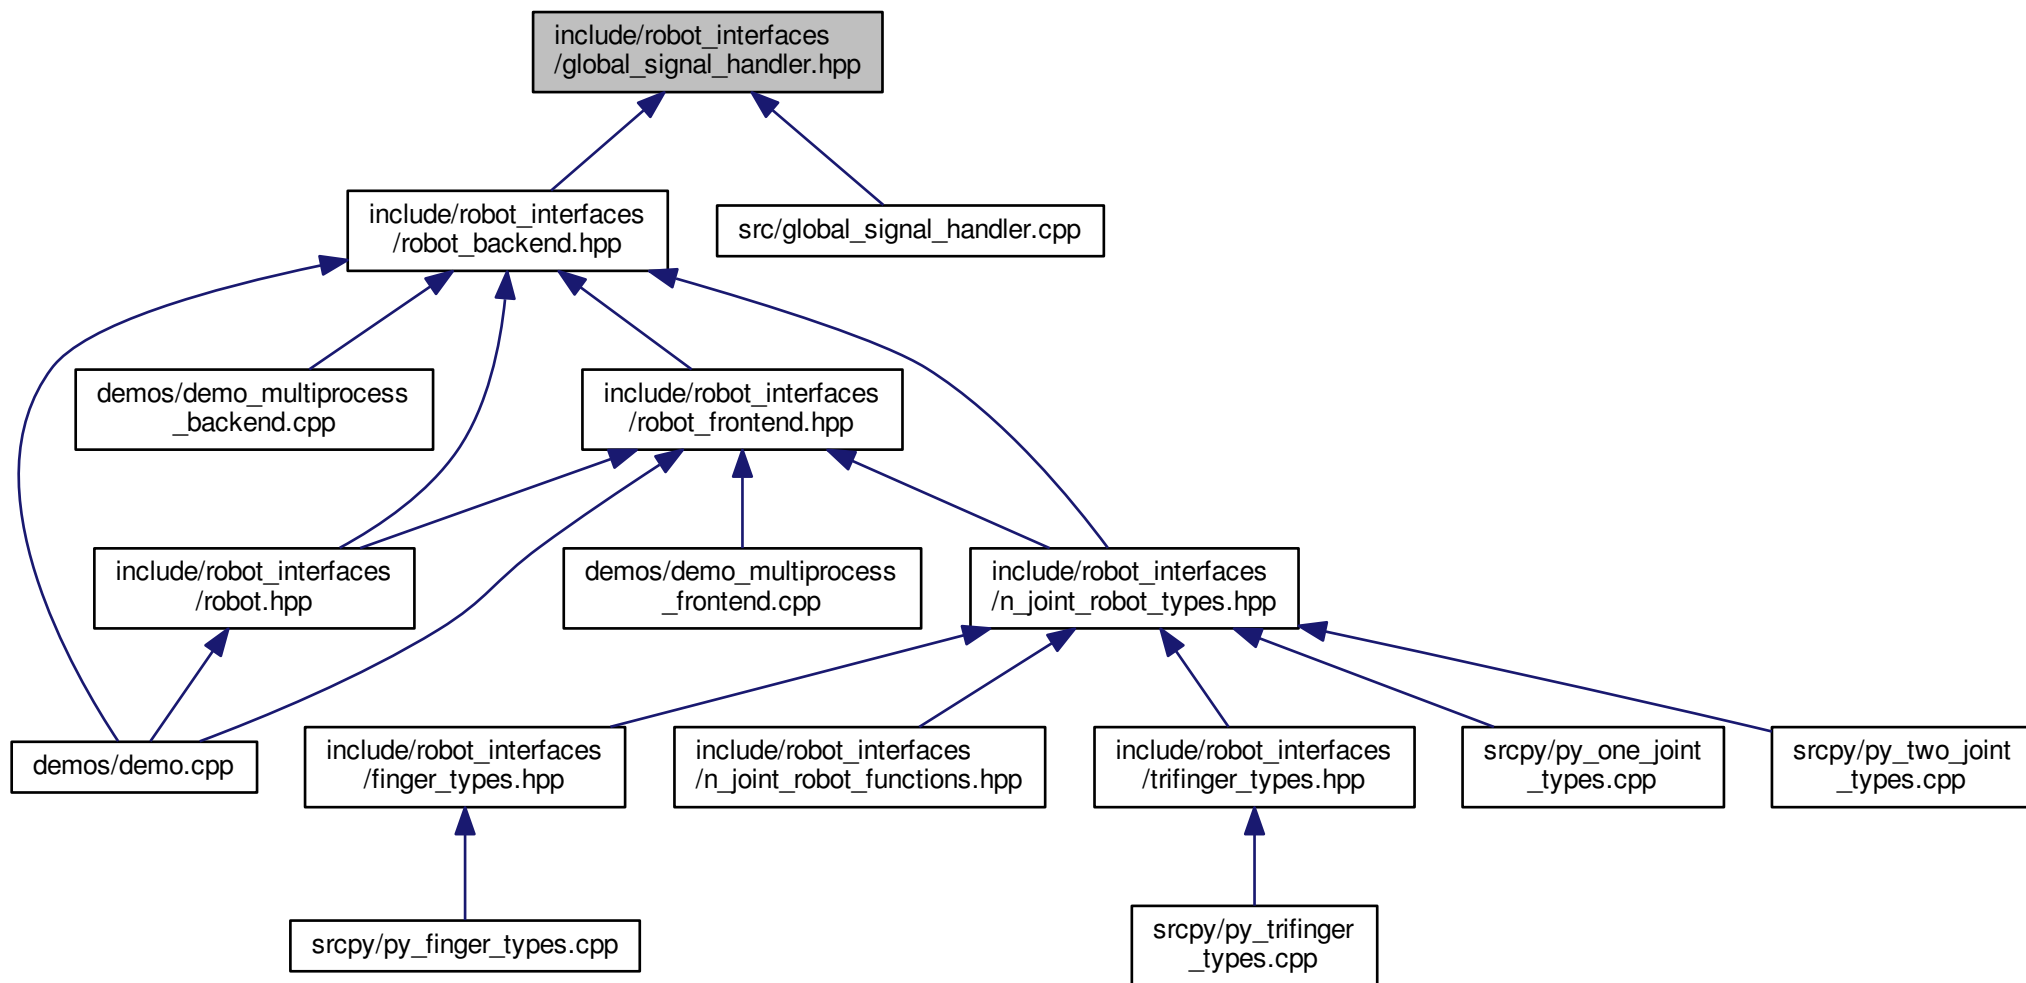 include/robot_interfaces
/global_signal_handler.hpp
include/robot_interfaces
/robot_backend.hpp
src/global_signal_handler.cpp
demos/demo_multiprocess
_backend.cpp
include/robot_interfaces
/robot_frontend.hpp
include/robot_interfaces
/robot.hpp
demos/demo_multiprocess
_frontend.cpp
include/robot_interfaces
/n_joint_robot_types.hpp
demos/demo.cpp
include/robot_interfaces
/finger_types.hpp
include/robot_interfaces
/n_joint_robot_functions.hpp
include/robot_interfaces
/trifinger_types.hpp
srcpy/py_one_joint
_types.cpp
srcpy/py_two_joint
_types.cpp
srcpy/py_finger_types.cpp
srcpy/py_trifinger
_types.cpp